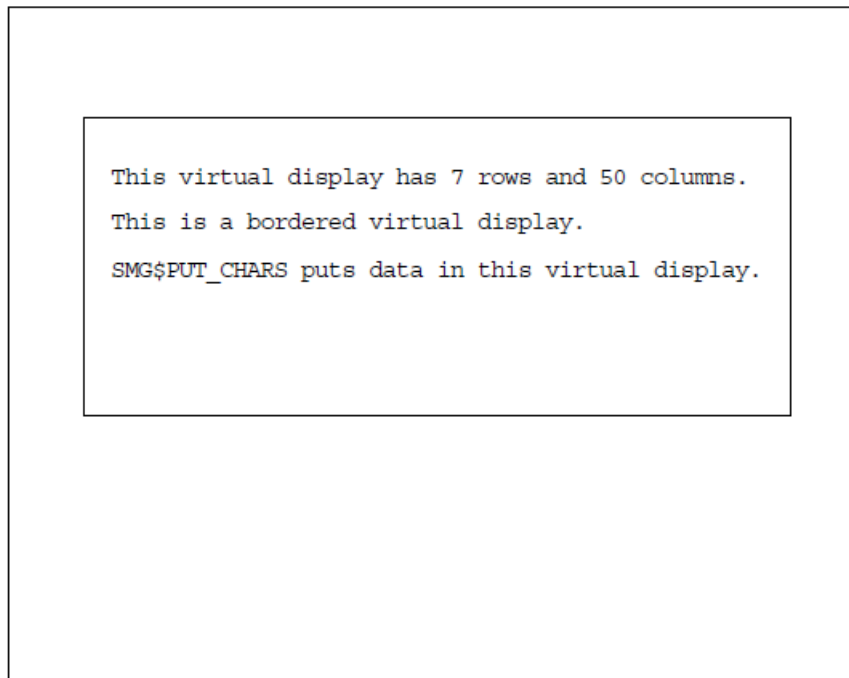 This virtual display has 7 rows and 50 columns.
This is a bordered virtual display.
SMG$PUT_CHARS puts data in this virtual display.